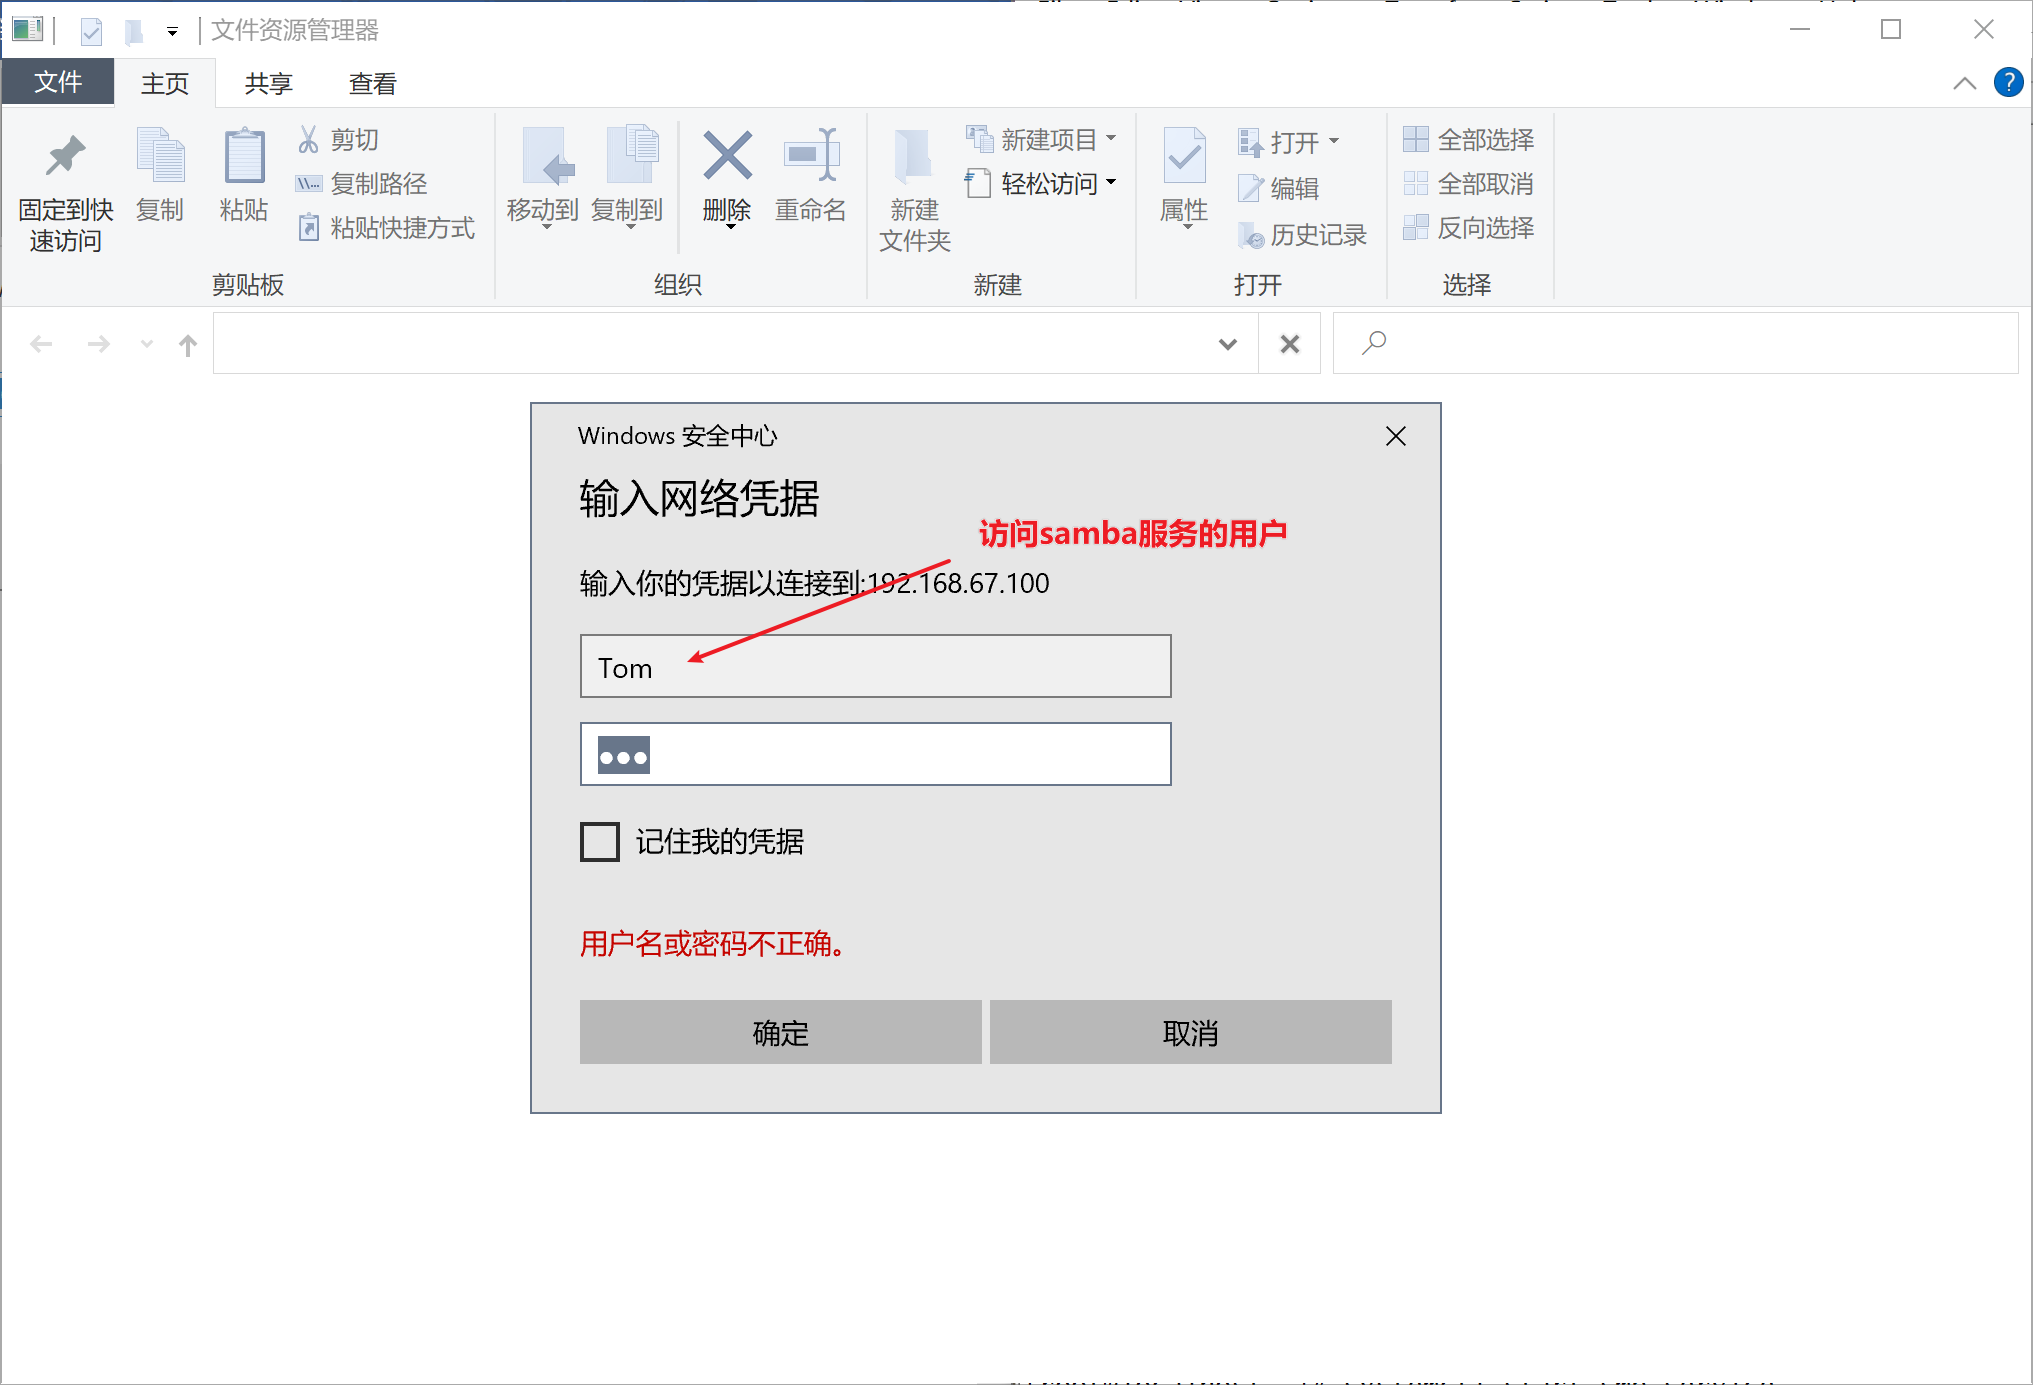 文件资源管理器
文件 主页 共享 查看
固定到快
速访问
复制
粘贴
剪切
复制路径
粘贴快捷方式
剪贴板
移动到 复制到 删除 重命名
组织
新建
文件夹
新建项目
轻松访问
新建
属性
打开
编辑
历史记录
打开
全部选择
全部取消
反向选择
选择
Windows 安全中心
输入网络凭据
访问samba服务的用户
输入你的凭据以连接到:192.168.67.100
Tom
记住我的凭据
用户名或密码不正确。
确定 取消